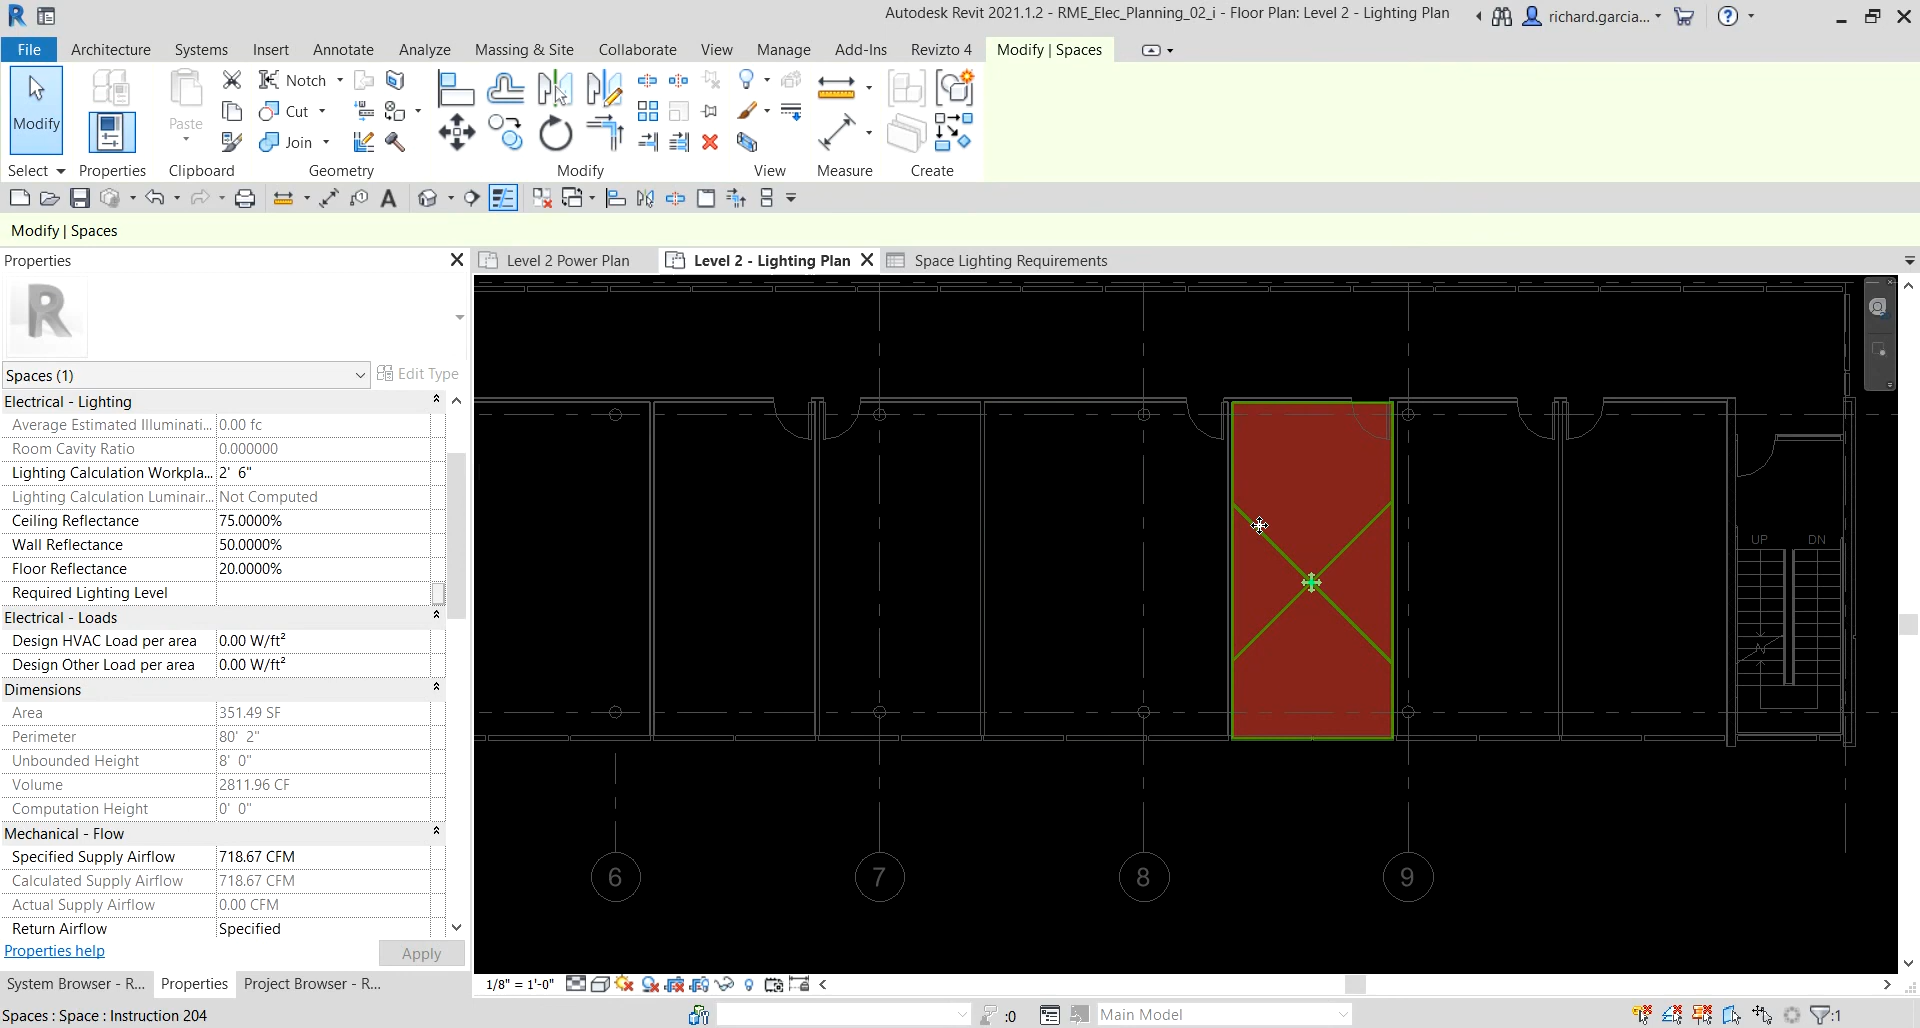 Autodesk Revit 2021.1.2 - RME_Elec_Planning_02_i - Floor Plan: Level 2 - Lighting Plan
richard.garcia...
File Architecture Systems Insert Annotate Analyze Massing & Site Collaborate View Manage Add-Ins Revizto 4 Modify | Spaces
Modify
Paste
Notch
Cut
Join
Select Properties Clipboard Geometry Modify View Measure Create
Modify | Spaces
Properties
Level 2 Power Plan
Level 2 - Lighting Plan
Space Lighting Requirements
Spaces (1)
Edit Type
Electrical - Lighting
Average Estimated Illuminati... 0.00 fc
Room Cavity Ratio 0.000000
Lighting Calculation Workpla... 2' 6"
Lighting Calculation Luminair... Not Computed
Ceiling Reflectance 75.0000%
Wall Reflectance 50.0000%
Floor Reflectance 20.0000%
Required Lighting Level
Electrical - Loads
Design HVAC Load per area 0.00 W/ft²
Design Other Load per area 0.00 W/ft²
Dimensions
Area 351.49 SF
Perimeter 80' 2"
Unbounded Height 8' 0"
Volume 2811.96 CF
Computation Height 0' 0"
Mechanical - Flow
Specified Supply Airflow 718.67 CFM
Calculated Supply Airflow 718.67 CFM
Actual Supply Airflow 0.00 CFM
Return Airflow Specified
Properties help
Apply
UP DN
6 7 8 9
System Browser - R... Properties Project Browser - R...
1/8" = 1'-0"
Spaces : Space : Instruction 204
:0
Main Model
:1